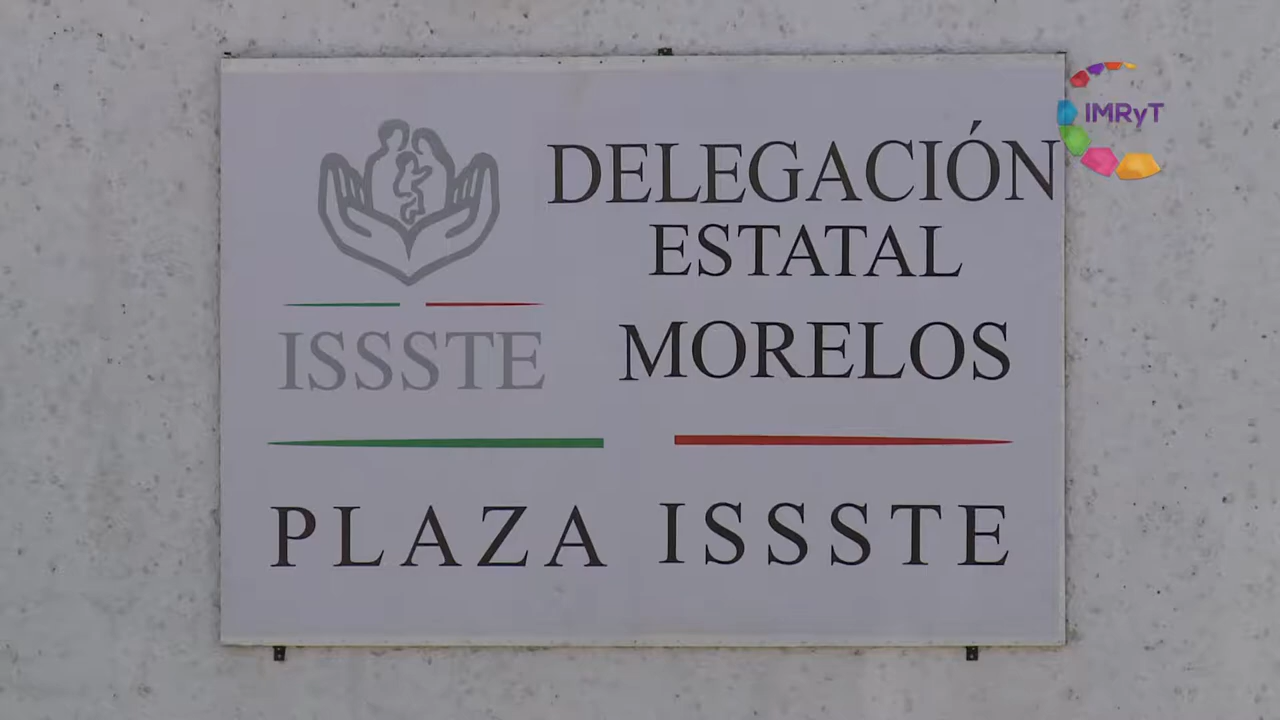 IMRyT
DELEGACIÓN
ESTATAL
MORELOS
ISSSTE
PLAZA ISSSTE